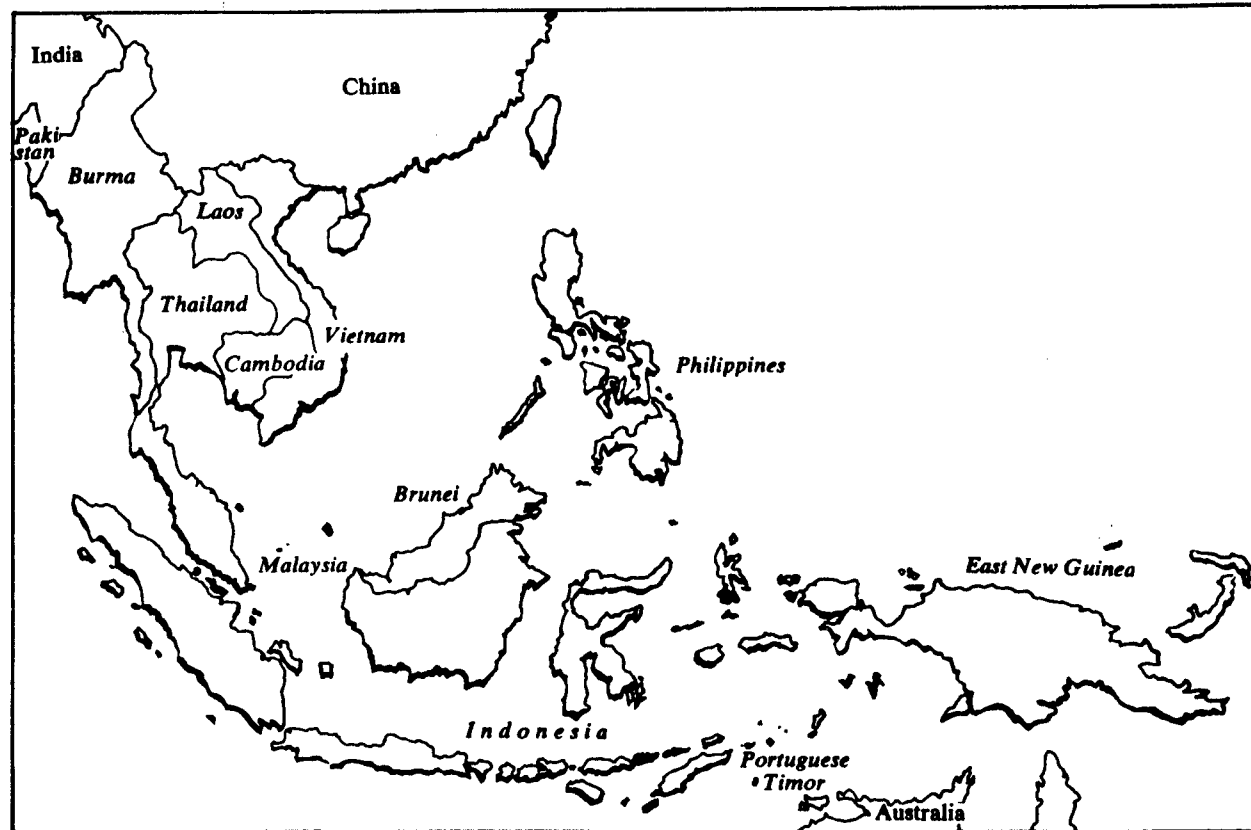 India
China
Paki
stan
Burma
Laos
Thailand
Vietnam
Cambodia
Philippines
Brunei
Malaysia
East New Guinea
Indonesia
Portuguese
Timor
Australia